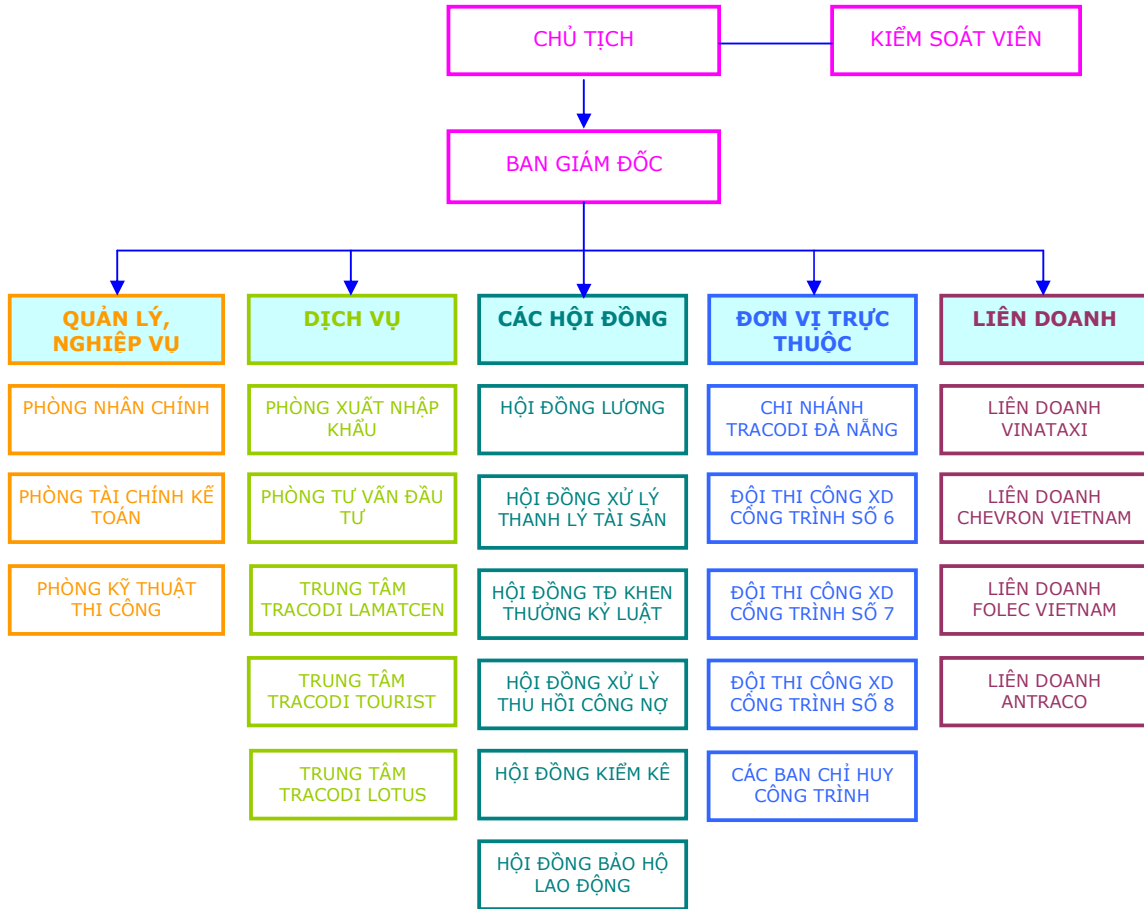 CHỦ TỊCH
KIỂM SOÁT VIÊN
BAN GIÁM ĐỐC
QUẢN LÝ,
NGHIỆP VỤ
PHÒNG NHÂN CHÍNH
PHÒNG TÀI CHÍNH KẾ
TOÁN
PHÒNG KỸ THUẬT
THI CÔNG
DỊCH VỤ
PHÒNG XUẤT NHẬP
KHẨU
PHÒNG TƯ VẤN ĐẦU
TƯ
TRUNG TÂM
TRACODI LAMATCEN
TRUNG TÂM
TRACODI TOURIST
TRUNG TÂM
TRACODI LOTUS
CÁC HỘI ĐỒNG
HỘI ĐỒNG LƯƠNG
HỘI ĐỒNG XỬ LÝ
THANH LÝ TÀI SẢN
HỘI ĐỒNG TĐ KHEN
THƯỞNG KỶ LUẬT
HỘI ĐỒNG XỬ LỲ
THU HỒI CÔNG NỢ
HỘI ĐỒNG KIỂM KÊ
HỘI ĐỒNG BẢO HỘ
LAO ĐỘNG
ĐƠN VỊ TRỰC
THUỘC
CHI NHÁNH
TRACODI ĐÀ NẴNG
ĐỘI THI CÔNG XD
CÔNG TRÌNH SỐ 6
ĐỘI THI CÔNG XD
CÔNG TRÌNH SỐ 7
ĐỘI THI CÔNG XD
CÔNG TRÌNH SỐ 8
CÁC BAN CHỈ HUY
CÔNG TRÌNH
LIÊN DOANH
LIÊN DOANH
VINATAXI
LIÊN DOANH
CHEVRON VIETNAM
LIÊN DOANH
FOLEC VIETNAM
LIÊN DOANH
ANTRACO